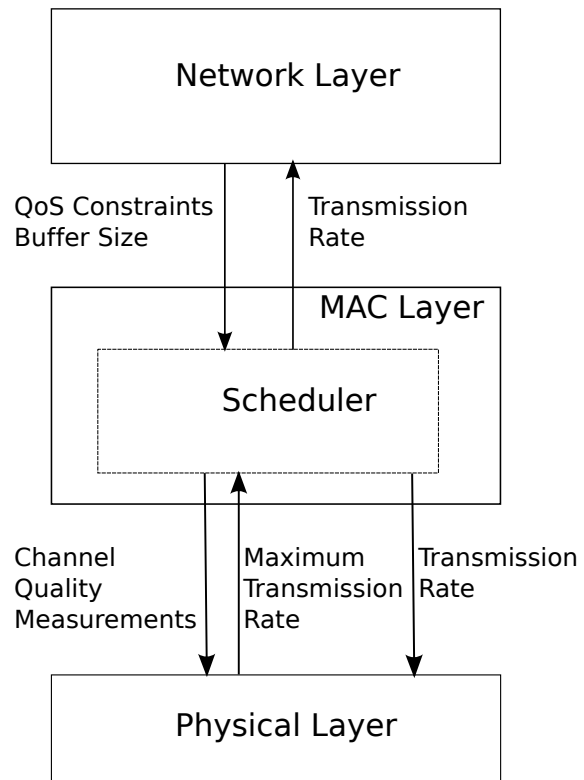 Network Layer
QoS Constraints
Buffer Size
Transmission
Rate
MAC Layer
Scheduler
Channel
Quality
Measurements
Maximum
Transmission
Rate
Transmission
Rate
Physical Layer